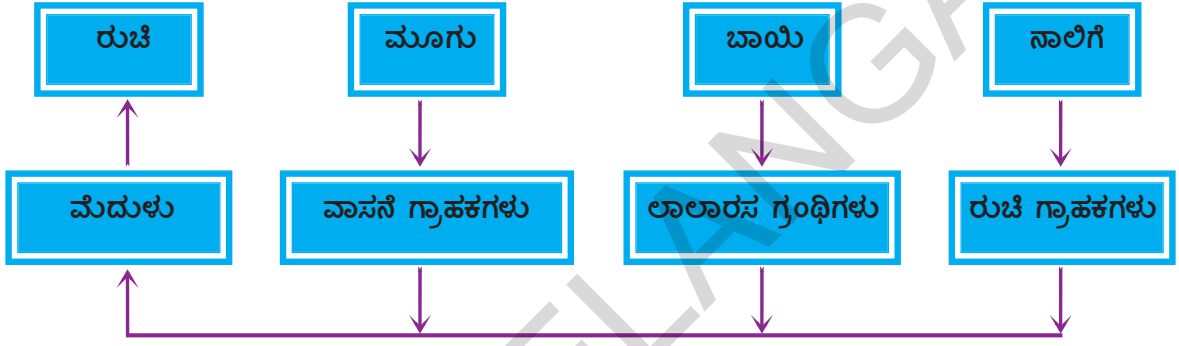 ರುಚಿ
ಮೂಗು
ಬಾಯಿ
ನಾಲಿಗೆ
ಮೆದುಳು
ವಾಸನೆ ಗ್ರಾಹಕಗಳು
ಲಾಲಾರಸ ಗ್ರಂಥಿಗಳು
ರುಚಿ ಗ್ರಾಹಕಗಳು